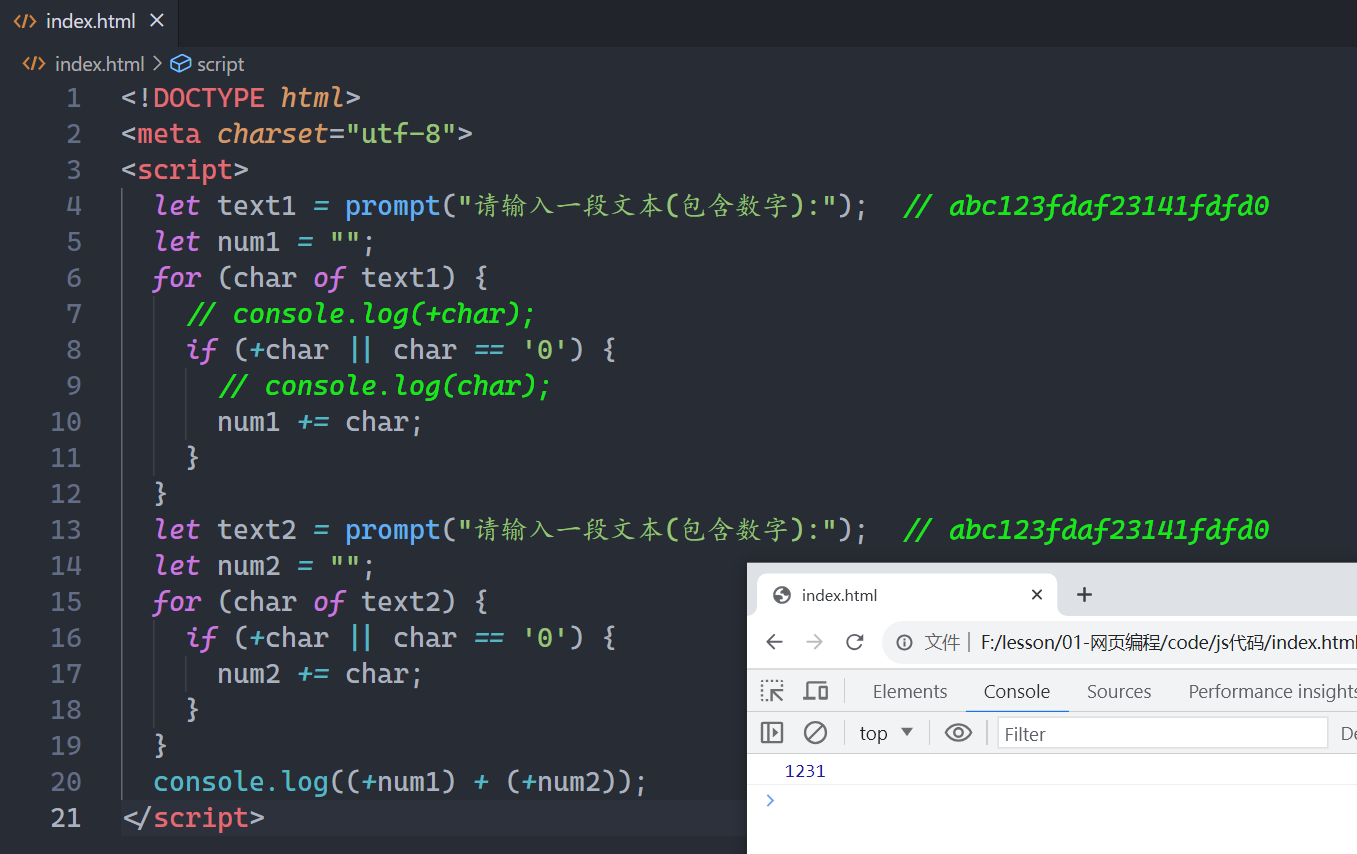 index.html
index.html > script
1 <!DOCTYPE html>
2 <meta charset="utf-8">
3 <script>
4 let text1 = prompt("请输入一段文本(包含数字):"); // abc123fdaf23141fdfd0
5 let num1 = "";
6 for (char of text1) {
7 // console.log(+char);
8 if (+char || char == '0') {
9 // console.log(char);
10 num1 += char;
11 }
12 }
13 let text2 = prompt("请输入一段文本(包含数字):"); // abc123fdaf23141fdfd0
14 let num2 = "";
15 for (char of text2) {
16 if (+char || char == '0') {
17 num2 += char;
18 }
19 }
20 console.log((+num1) + (+num2));
21 </script>
index.html
文件 | F:/lesson/01-网页编程/code/js代码/index.html
Elements Console Sources Performance insights
top Filter De
1231